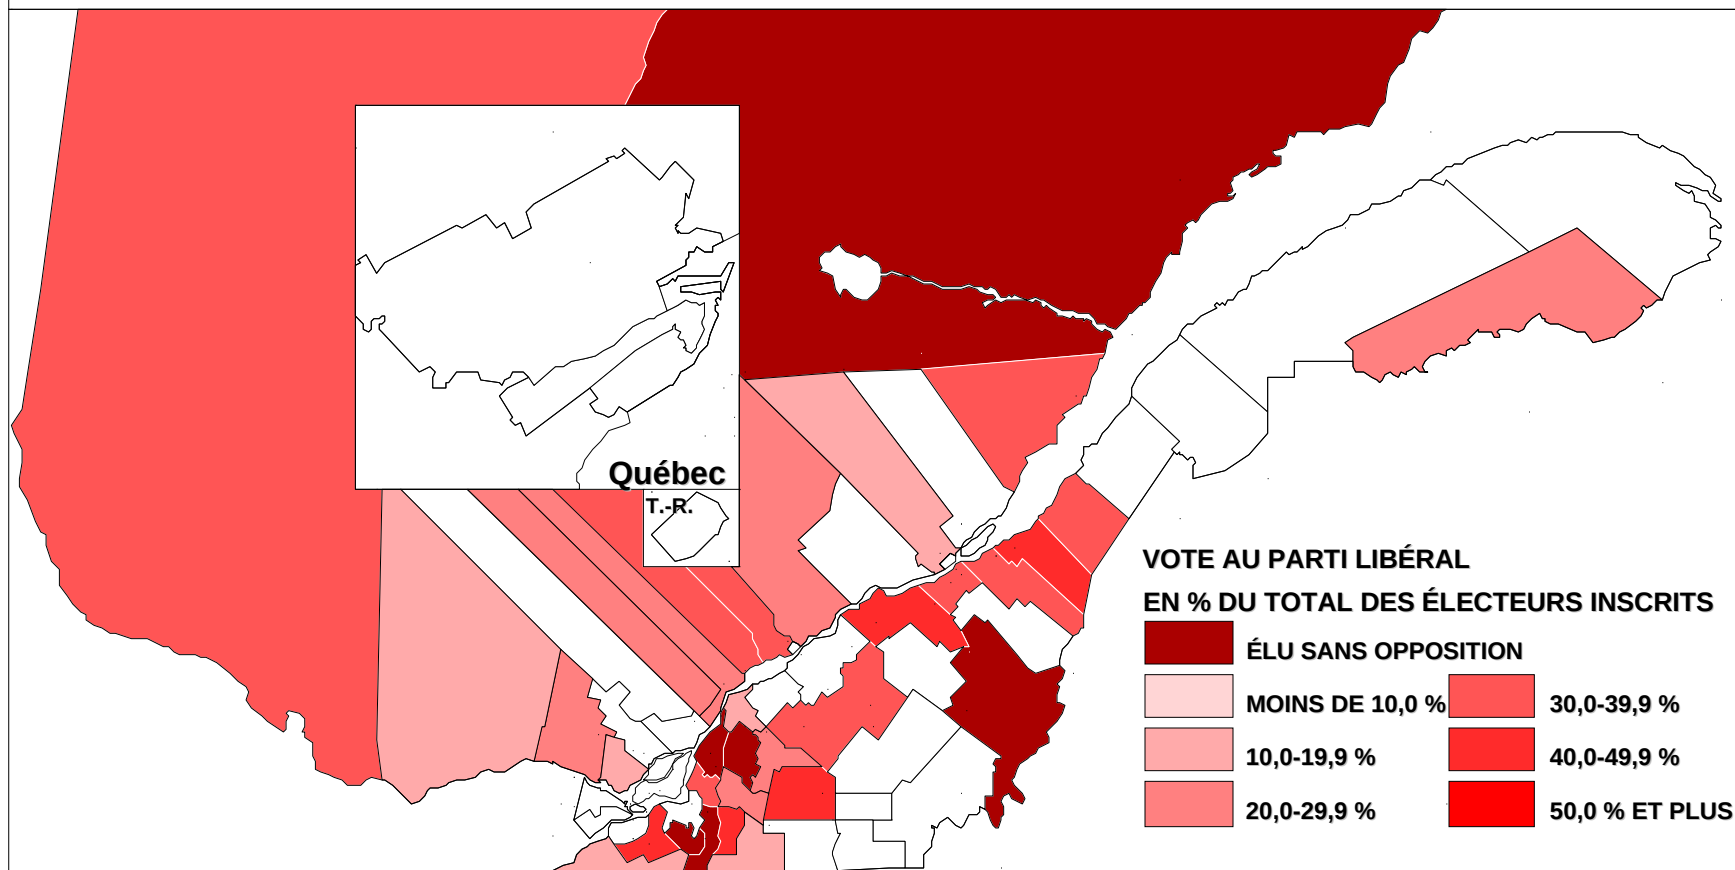 Québec
T.-R.
VOTE AU PARTI LIBÉRAL
EN % DU TOTAL DES ÉLECTEURS INSCRITS
ÉLU SANS OPPOSITION
MOINS DE 10,0 %
30,0-39,9 %
10,0-19,9 %
40,0-49,9 %
20,0-29,9 %
50,0 % ET PLUS